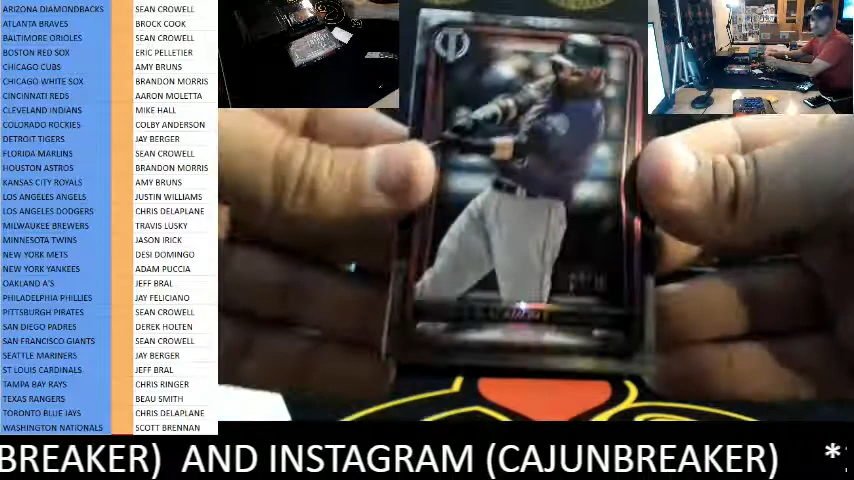 ARIZONA DIAMONDBACKS SEAN CROWELL
ATLANTA BRAVES BROCK COOK
BALTIMORE ORIOLES SEAN CROWELL
BOSTON RED SOX ERIC PELLETIER
CHICAGO CUBS AMY BRUNS
CHICAGO WHITE SOX BRANDON MORRIS
CINCINNATI REDS AARON MOLETTA
CLEVELAND INDIANS MIKE HALL
COLORADO ROCKIES COLBY ANDERSON
DETROIT TIGERS JAY BERGER
FLORIDA MARLINS SEAN CROWELL
HOUSTON ASTROS BRANDON MORRIS
KANSAS CITY ROYALS AMY BRUNS
LOS ANGELES ANGELS JUSTIN WILLIAMS
LOS ANGELES DODGERS CHRIS DELAPLANE
MILWAUKEE BREWERS TRAVIS LUSKY
MINNESOTA TWINS JASON IRICK
NEW YORK METS DESI DOMINGO
NEW YORK YANKEES ADAM PUCCIA
OAKLAND A'S JEFF BRAL
PHILADELPHIA PHILLIES JAY FELICIANO
PITTSBURGH PIRATES SEAN CROWELL
SAN DIEGO PADRES DEREK HOLTEN
SAN FRANCISCO GIANTS SEAN CROWELL
SEATTLE MARINERS JAY BERGER
ST LOUIS CARDINALS JEFF BRAL
TAMPA BAY RAYS CHRIS RINGER
TEXAS RANGERS BEAU SMITH
TORONTO BLUE JAYS CHRIS DELAPLANE
WASHINGTON NATIONALS SCOTT BRENNAN
BREAKER) AND INSTAGRAM (CAJUNBREAKER) *